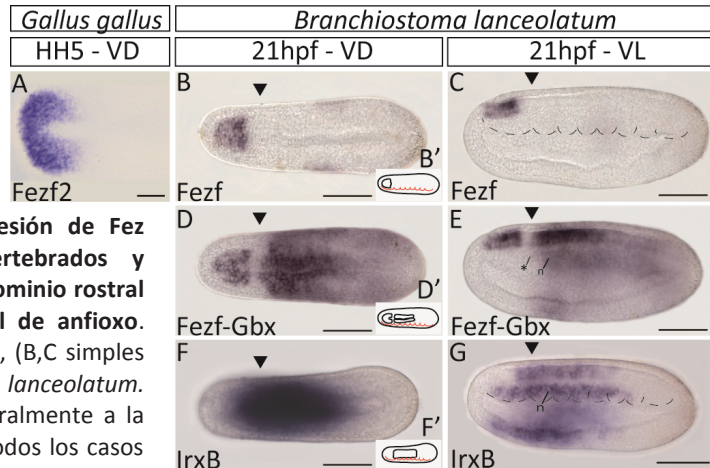 Gallus gallus
Branchiostoma lanceolatum
HH5 - VD
21hpf - VD
21hpf - VL
A
Fezf2
B
B'
Fezf
C
Fezf
esión de Fez
ertebrados y
ominio rostral
l de anfioxo.
, (B,C simples
lanceolatum.
ralmente a la
odos los casos
D
D'
Fezf-Gbx
E
* n
Fezf-Gbx
F
F'
IrxB
G
n
IrxB